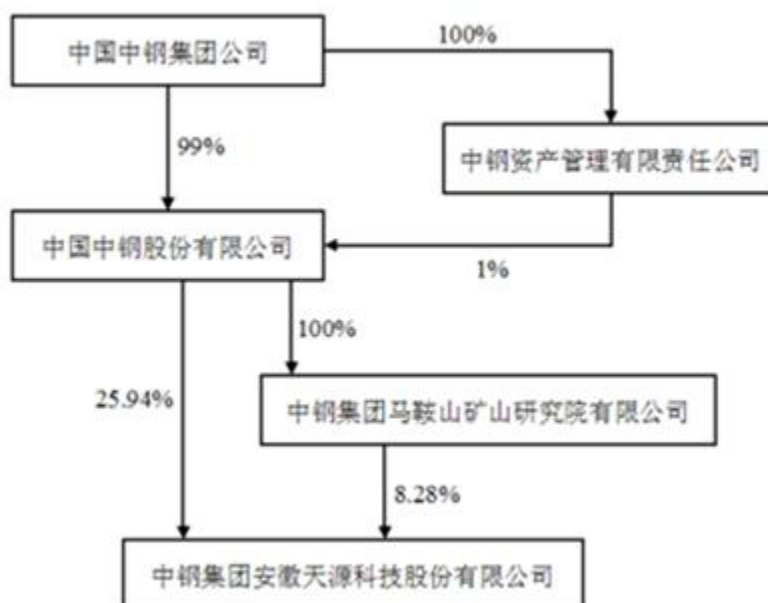 中国中钢集团公司
100%
99%
中钢资产管理有限责任公司
中国中钢股份有限公司
1%
100%
25.94%
中钢集团马鞍山矿山研究院有限公司
8.28%
中钢集团安徽天源科技股份有限公司